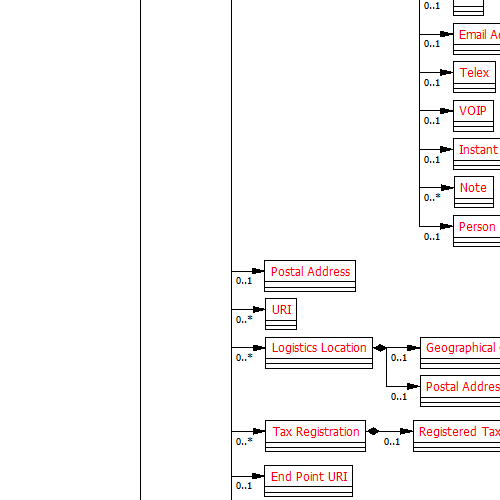 0..1
Email
0..1
Telex
0..1
VOIP
0..1
Instant
0..1
Note
0..*
Person
0..1
Postal Address
0..1
URI
0..*
Logistics Location
0..*
Geographical
0..1
Postal
0..1
Tax Registration
0..*
Registered Tax
0..1
End Point URI
0..1